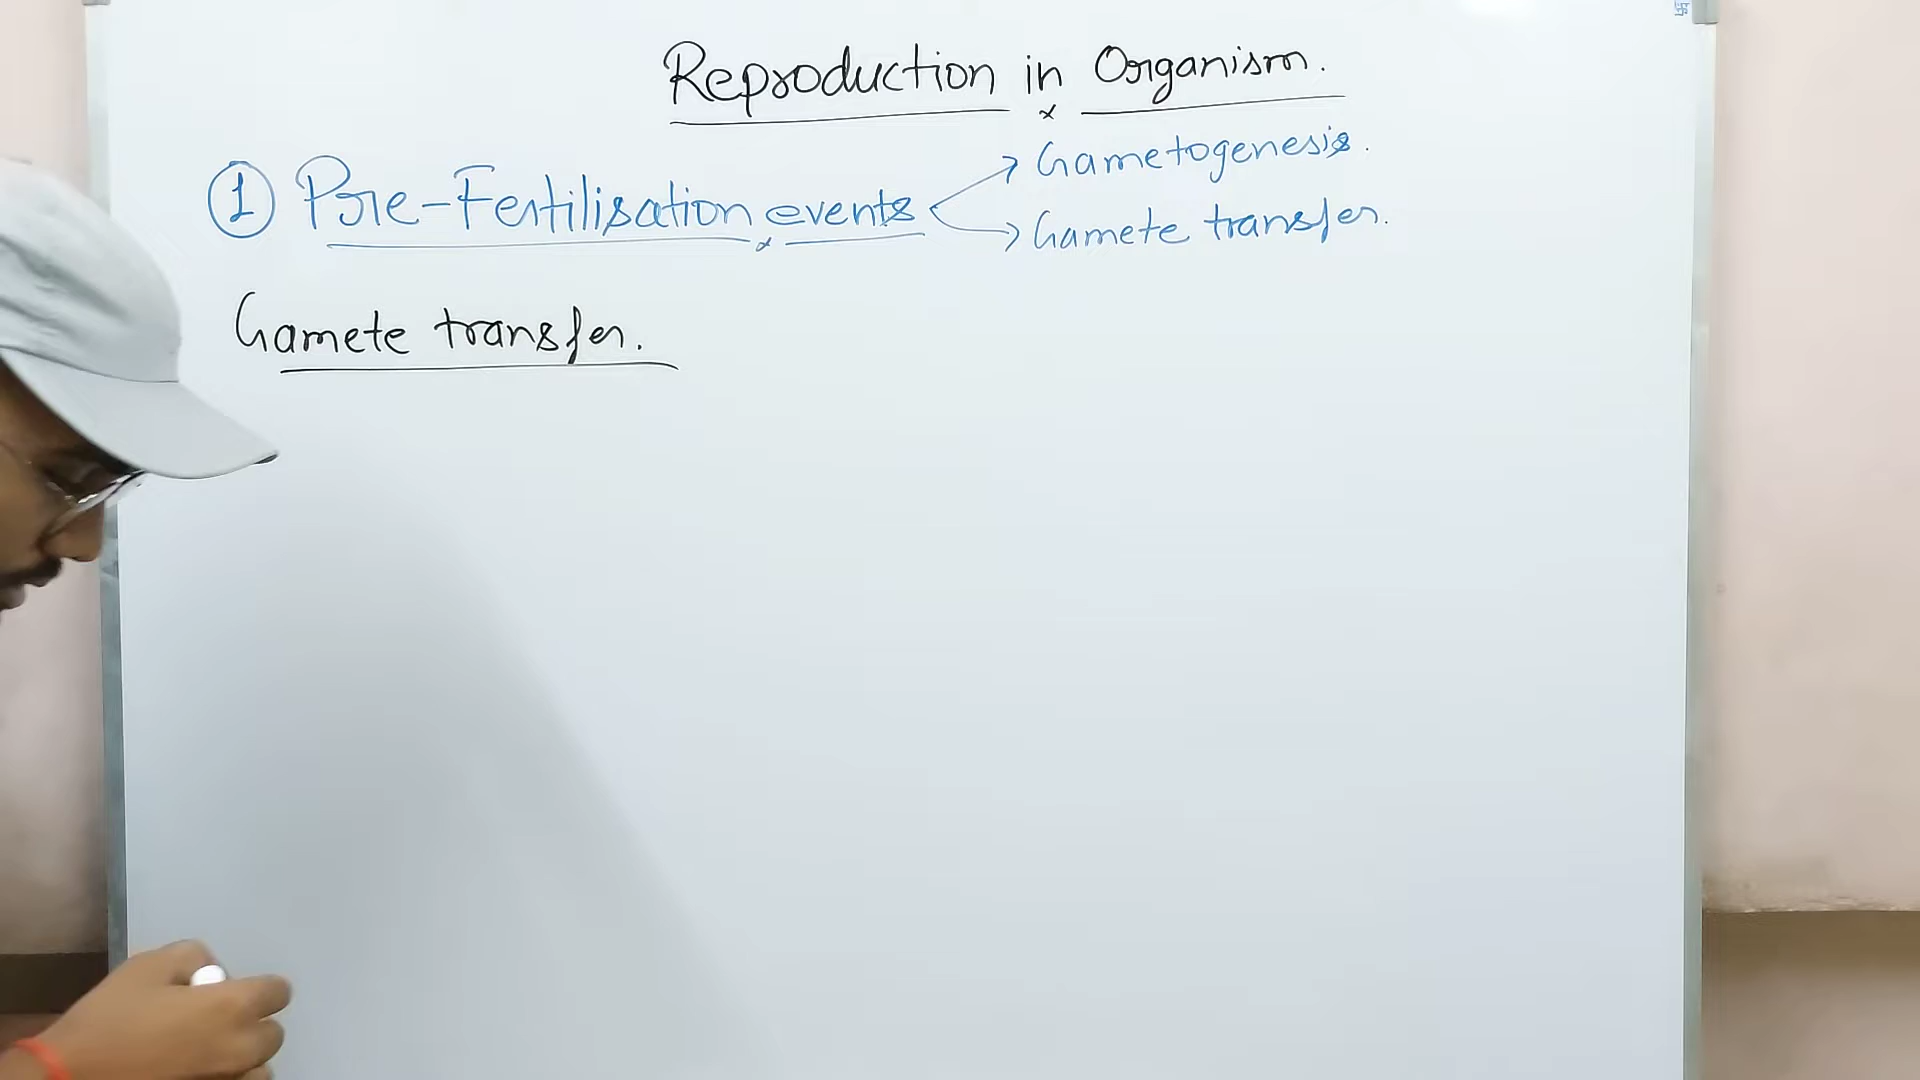 Reproduction in Organism.
① Pre-Fertilisation events
Gametogenesis.
Gamete transfer.
Gamete transfer.